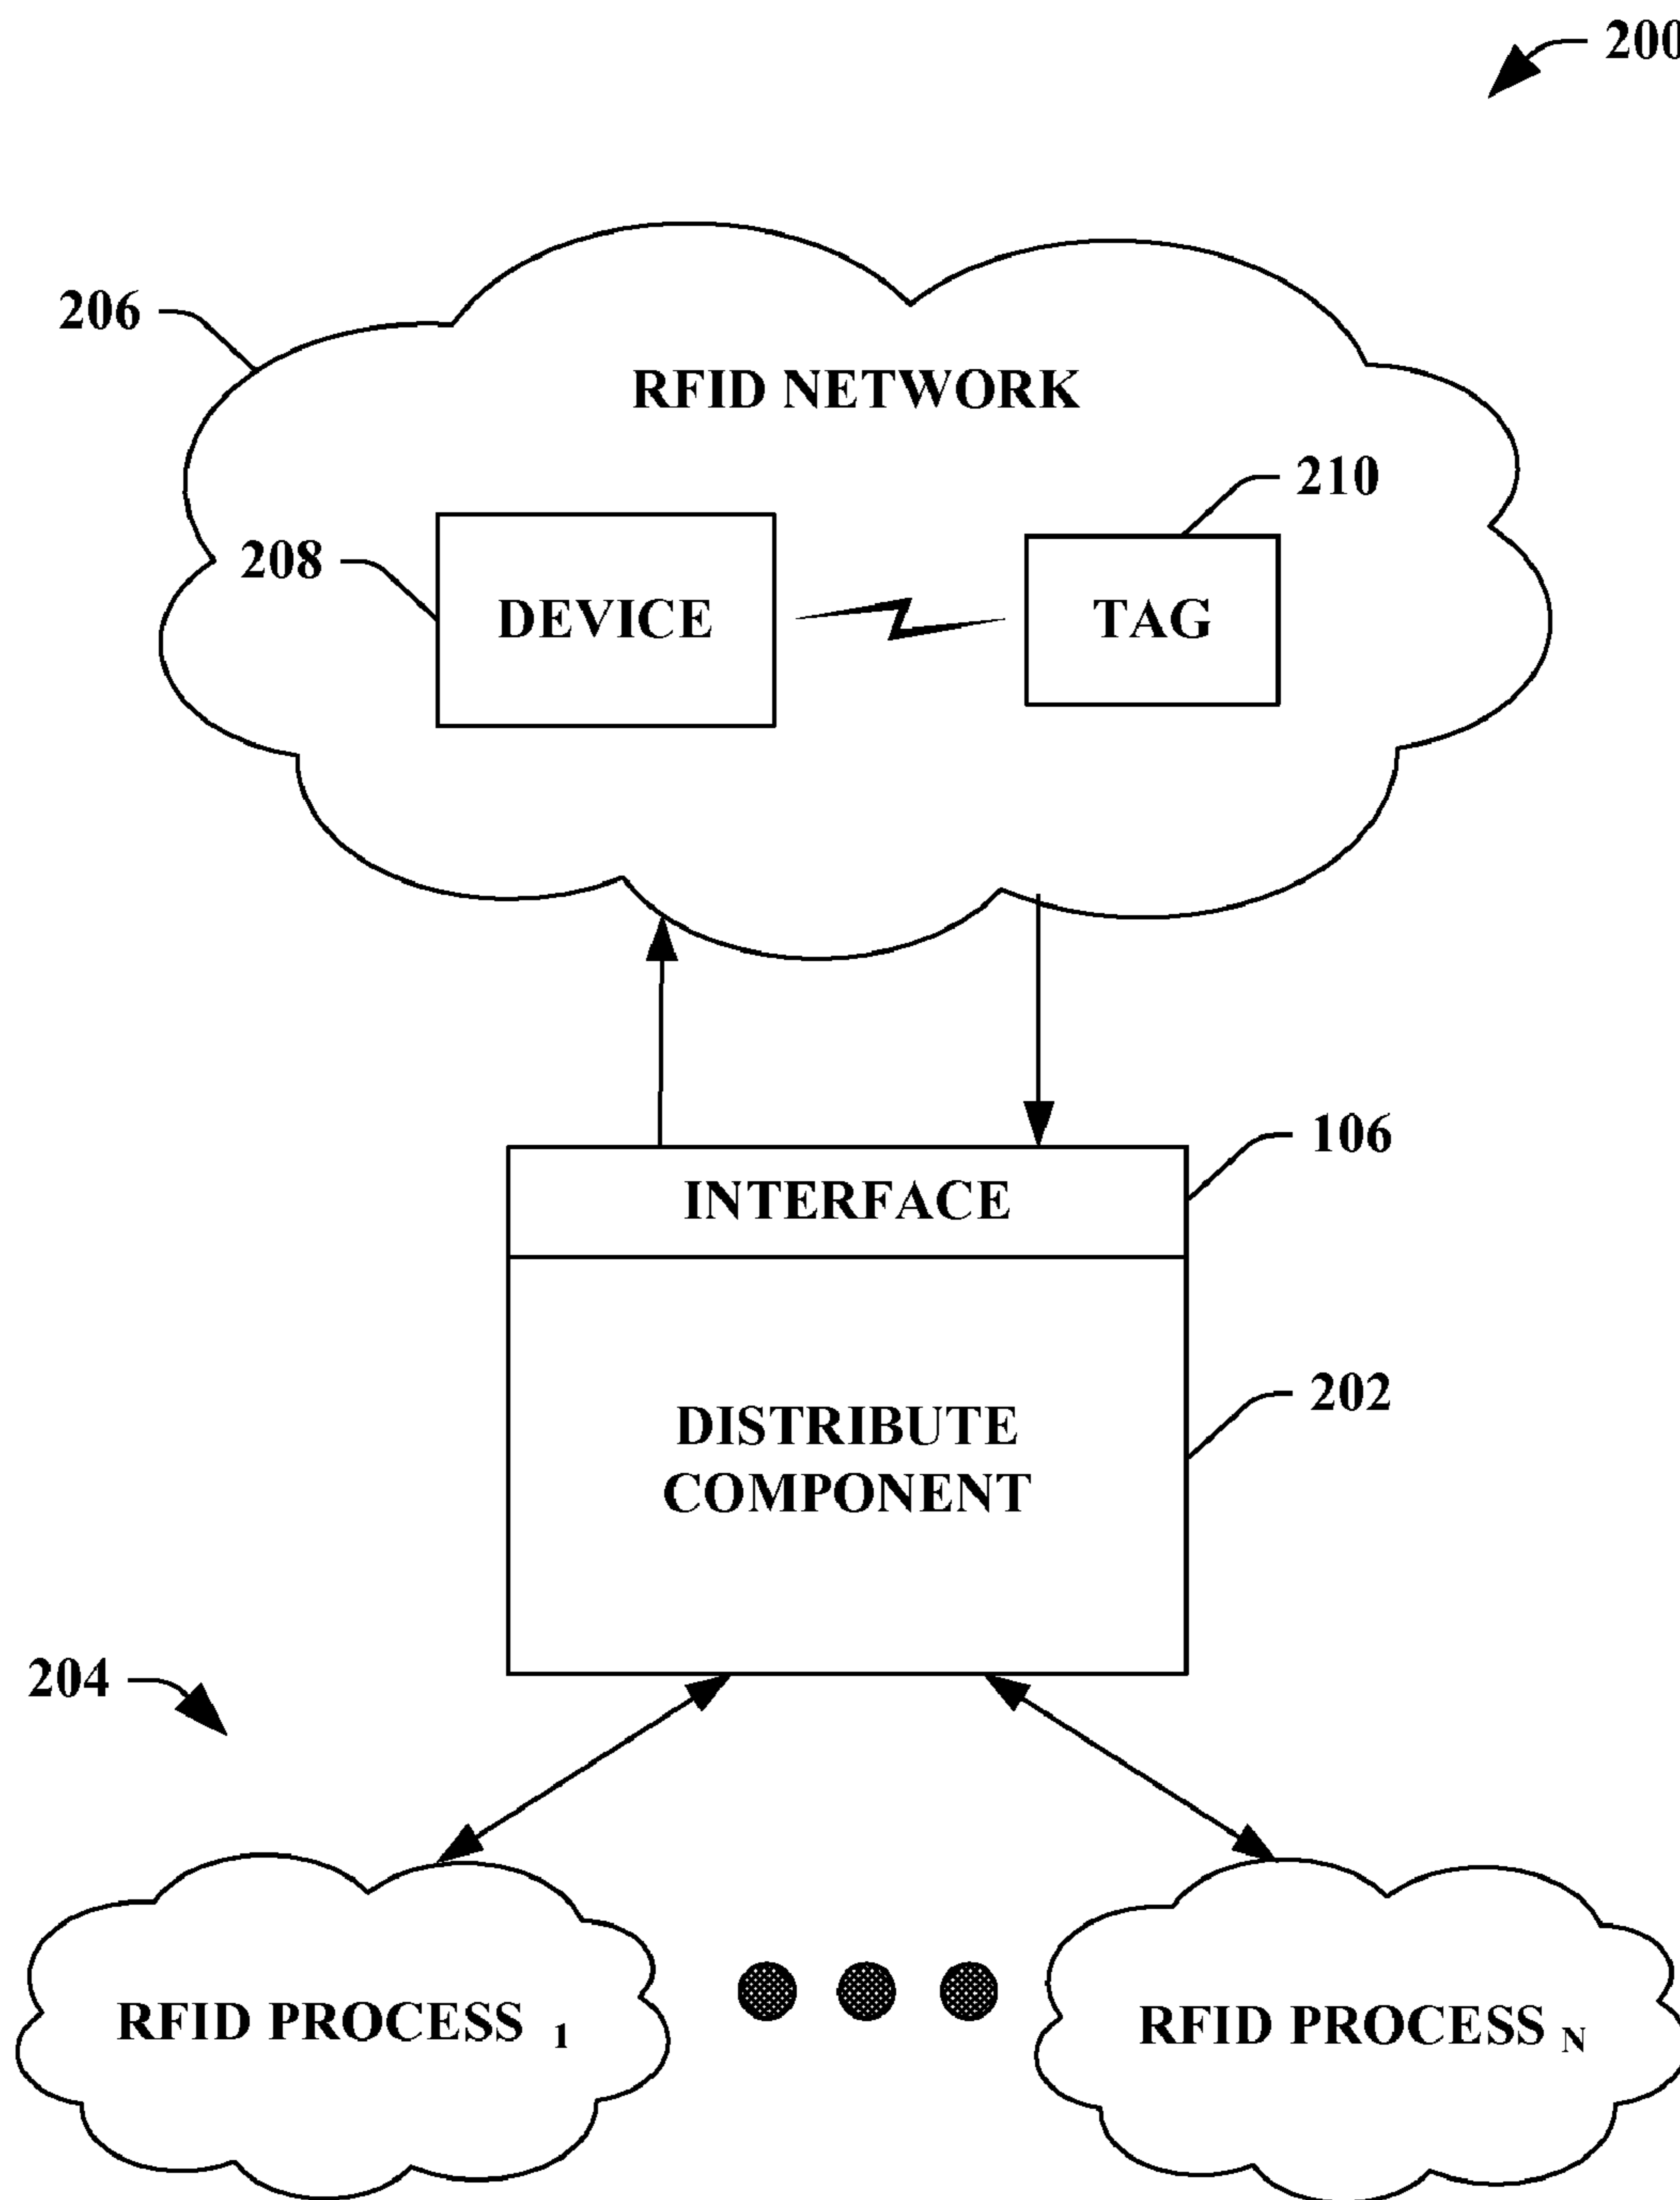 200
206
RFID NETWORK
210
208
DEVICE
TAG
106
INTERFACE
202
DISTRIBUTE
COMPONENT
204
RFID PROCESS 1
RFID PROCESS N